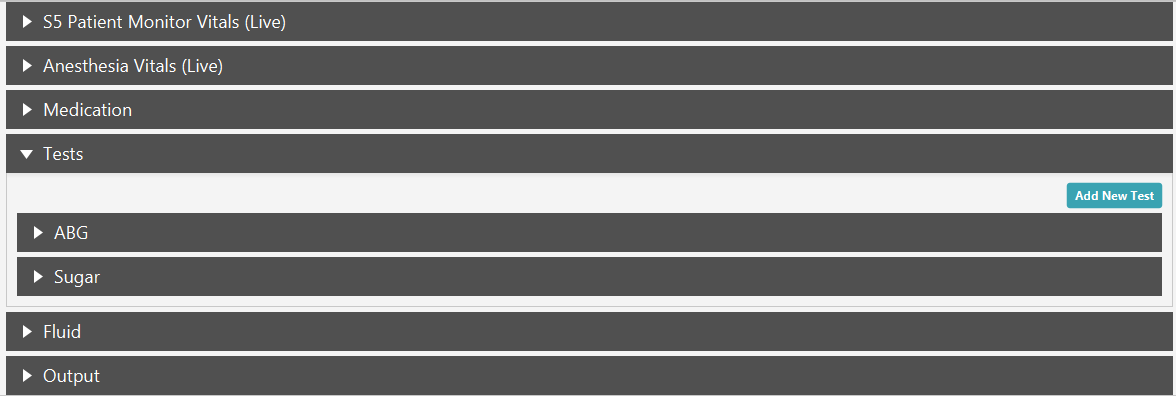 S5 Patient Monitor Vitals (Live)
Anesthesia Vitals (Live)
Medication
Tests
Add New Test
ABG
Sugar
Fluid
Output